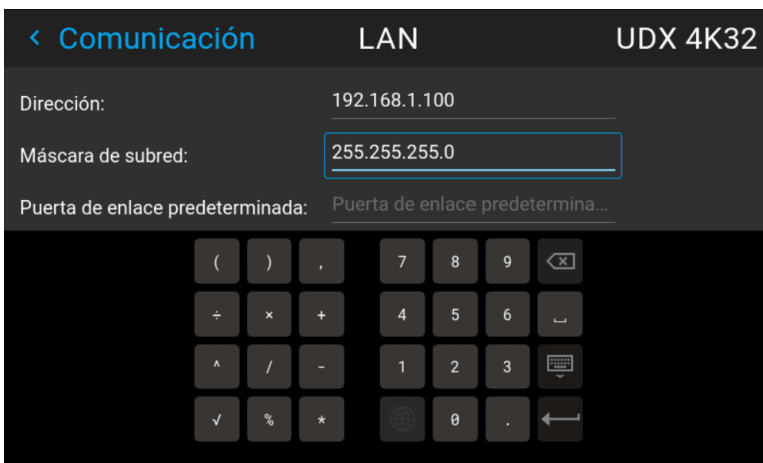 < Comunicación LAN UDX 4K32
Dirección: 192.168.1.100
Máscara de subred: 255.255.255.0
Puerta de enlace predeterminada: Puerta de enlace predetermina...
( ) , 7 8 9
÷ × + 4 5 6
^ / - 1 2 3
√ % * 0 .